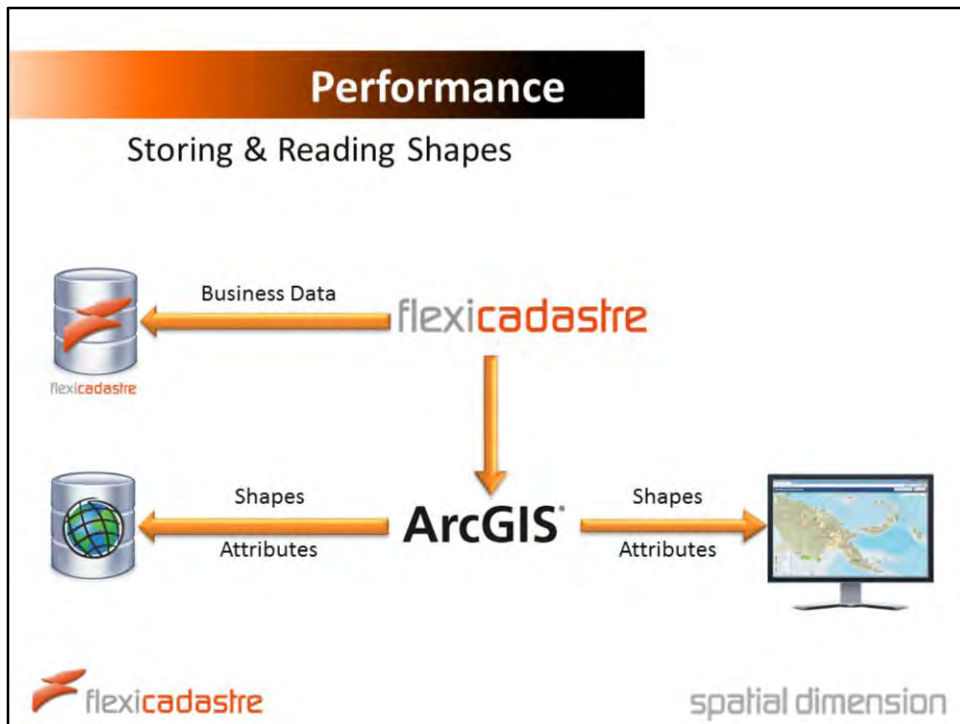 Performance
Storing & Reading Shapes
Business Data
flexicadastre
flexicadastre
Shapes
Attributes
ArcGIS®
Shapes
Attributes
flexicadastre
spatial dimension